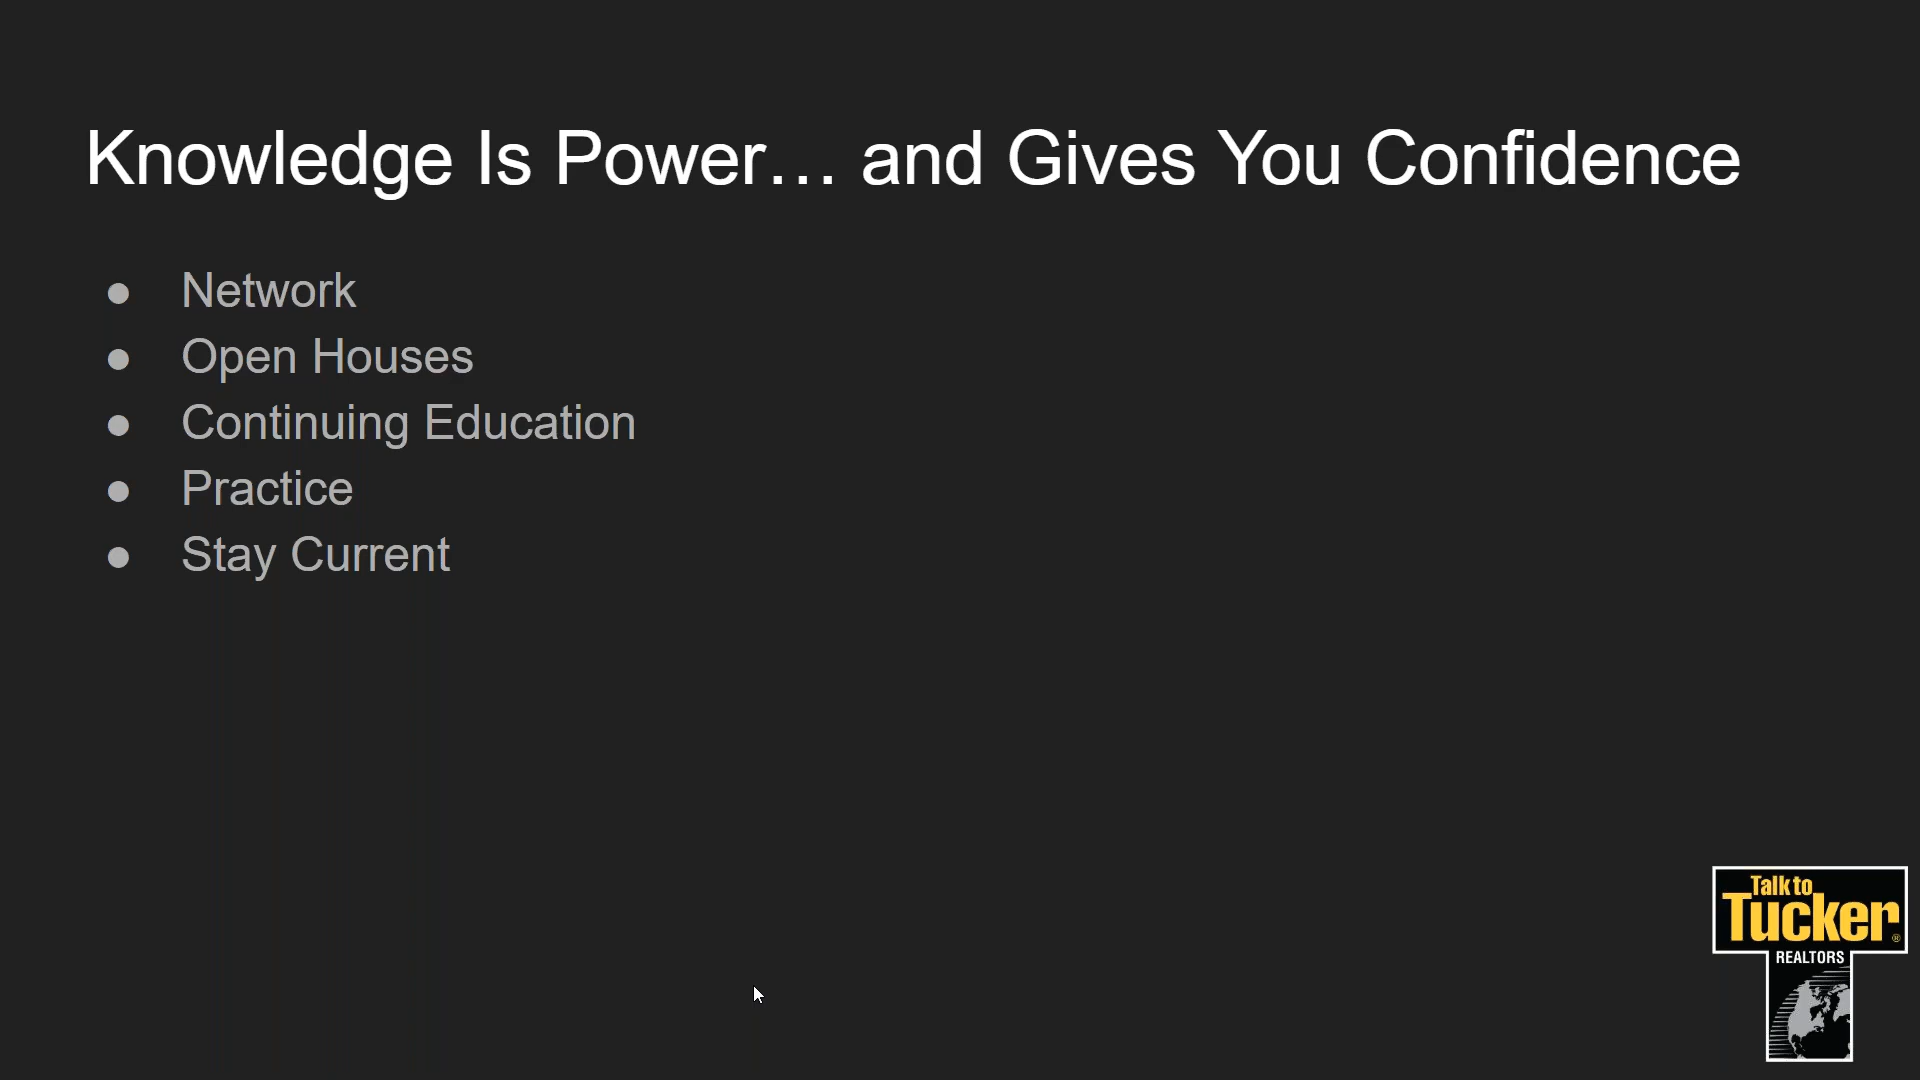 Knowledge Is Power… and Gives You Confidence
● Network
● Open Houses
● Continuing Education
● Practice
● Stay Current
Talk to
Tucker®
REALTORS